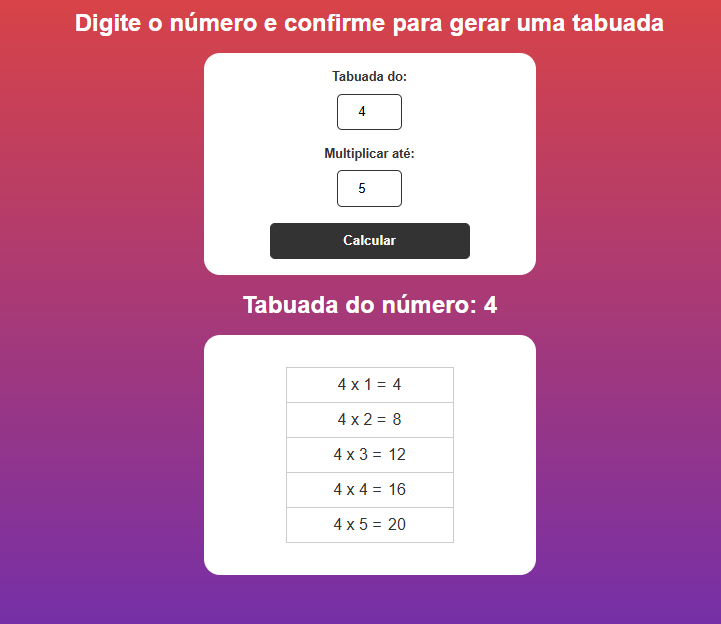 Digite o número e confirme para gerar uma tabuada
Tabuada do:
4
Multiplicar até:
5
Calcular
Tabuada do número: 4
4 x 1 = 4
4 x 2 = 8
4 x 3 = 12
4 x 4 = 16
4 x 5 = 20